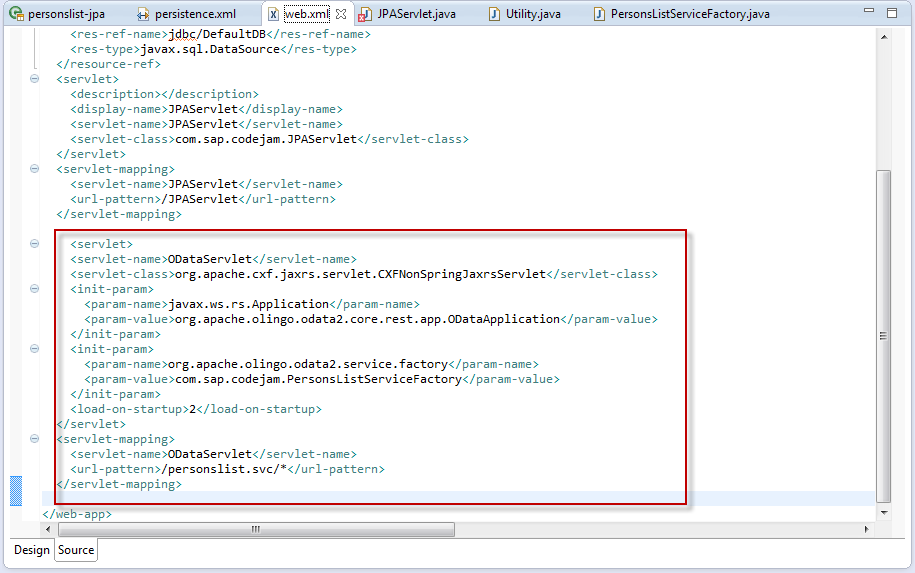 personslist-jpa persistence.xml web.xml JPAServlet.java Utility.java PersonsListServiceFactory.java
<res-ref-name>jdbc/DefaultDB</res-ref-name>
<res-type>javax.sql.DataSource</res-type>
</resource-ref>
<servlet>
<description></description>
<display-name>JPAServlet</display-name>
<servlet-name>JPAServlet</servlet-name>
<servlet-class>com.sap.codejam.JPAServlet</servlet-class>
</servlet>
<servlet-mapping>
<servlet-name>JPAServlet</servlet-name>
<url-pattern>/JPAServlet</url-pattern>
</servlet-mapping>
<servlet>
<servlet-name>ODataServlet</servlet-name>
<servlet-class>org.apache.cxf.jaxrs.servlet.CXFNonSpringJaxrsServlet</servlet-class>
<init-param>
<param-name>javax.ws.rs.Application</param-name>
<param-value>org.apache.olingo.odata2.core.rest.app.ODataApplication</param-value>
</init-param>
<init-param>
<param-name>org.apache.olingo.odata2.service.factory</param-name>
<param-value>com.sap.codejam.PersonsListServiceFactory</param-value>
</init-param>
<load-on-startup>2</load-on-startup>
</servlet>
<servlet-mapping>
<servlet-name>ODataServlet</servlet-name>
<url-pattern>/personslist.svc/*</url-pattern>
</servlet-mapping>
</web-app>
Design Source